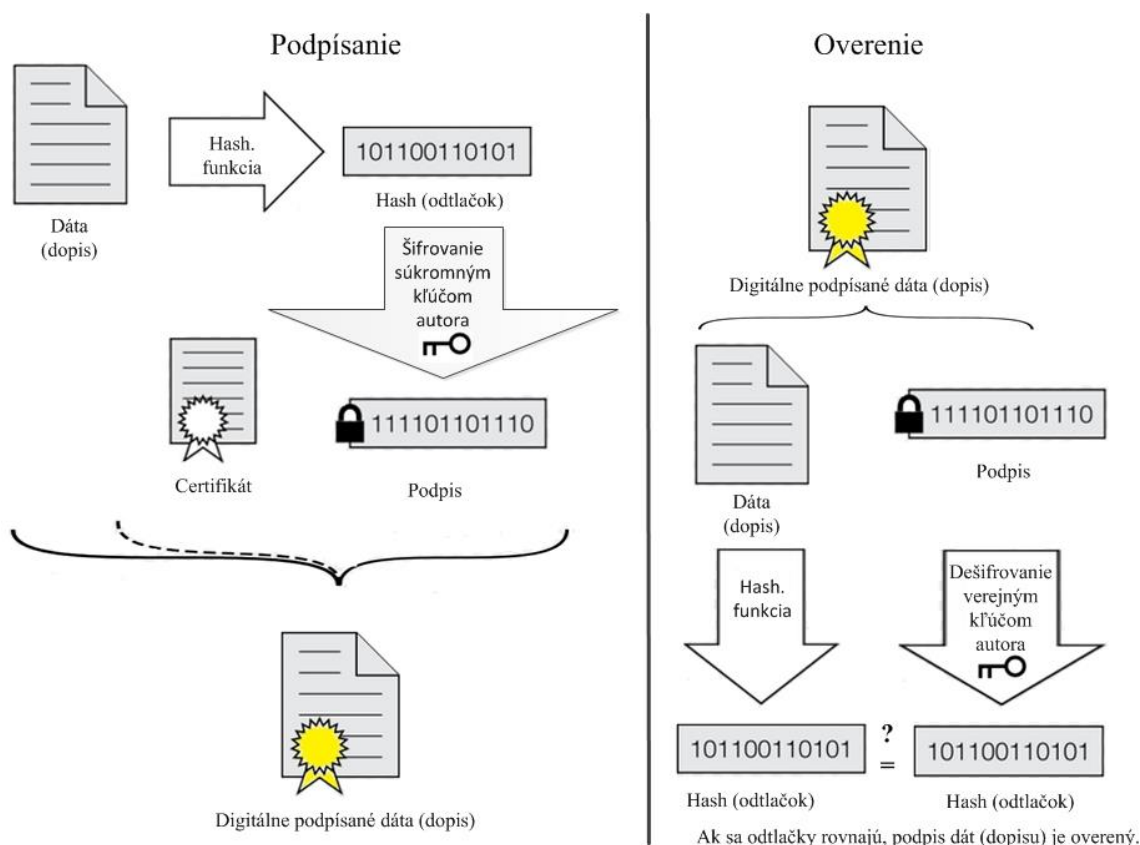 Podpísanie
Dáta
(dopis)
Hash.
funkcia
101100110101
Hash (odtlačok)
Šifrovanie
súkromným
kľúčom
autora
Certifikát
111101101110
Podpis
Digitálne podpísané dáta (dopis)
Overenie
Digitálne podpísané dáta (dopis)
Dáta
(dopis)
111101101110
Podpis
Hash.
funkcia
Dešifrovanie
verejným
kľúčom
autora
101100110101
?
=
101100110101
Hash (odtlačok)
Hash (odtlačok)
Ak sa odtlačky rovnajú, podpis dát (dopisu) je overený.